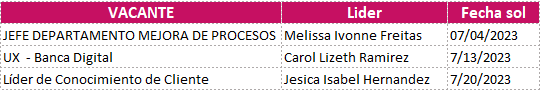 VACANTE Lider Fecha sol
JEFE DEPARTAMENTO MEJORA DE PROCESOS Melissa Ivonne Freitas 07/04/2023
UX - Banca Digital Carol Lizeth Ramirez 7/13/2023
Líder de Conocimiento de Cliente Jesica Isabel Hernandez 7/20/2023